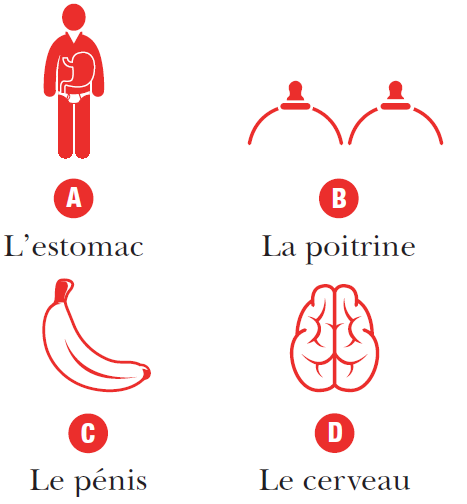 A
B
L'estomac
La poitrine
C
D
Le pénis
Le cerveau